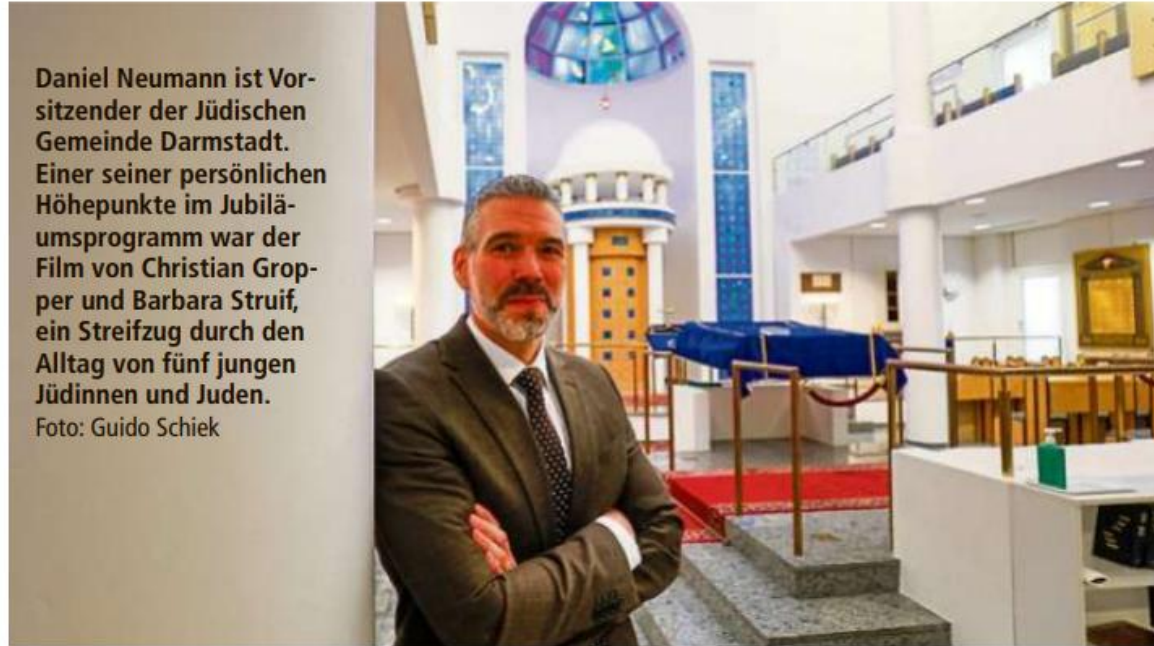 Daniel Neumann ist Vor-
sitzender der Jüdischen
Gemeinde Darmstadt.
Einer seiner persönlichen
Höhepunkte im Jubilä-
umsprogramm war der
Film von Christian Grop-
per und Barbara Struif,
ein Streifzug durch den
Alltag von fünf jungen
Jüdinnen und Juden.
Foto: Guido Schiek